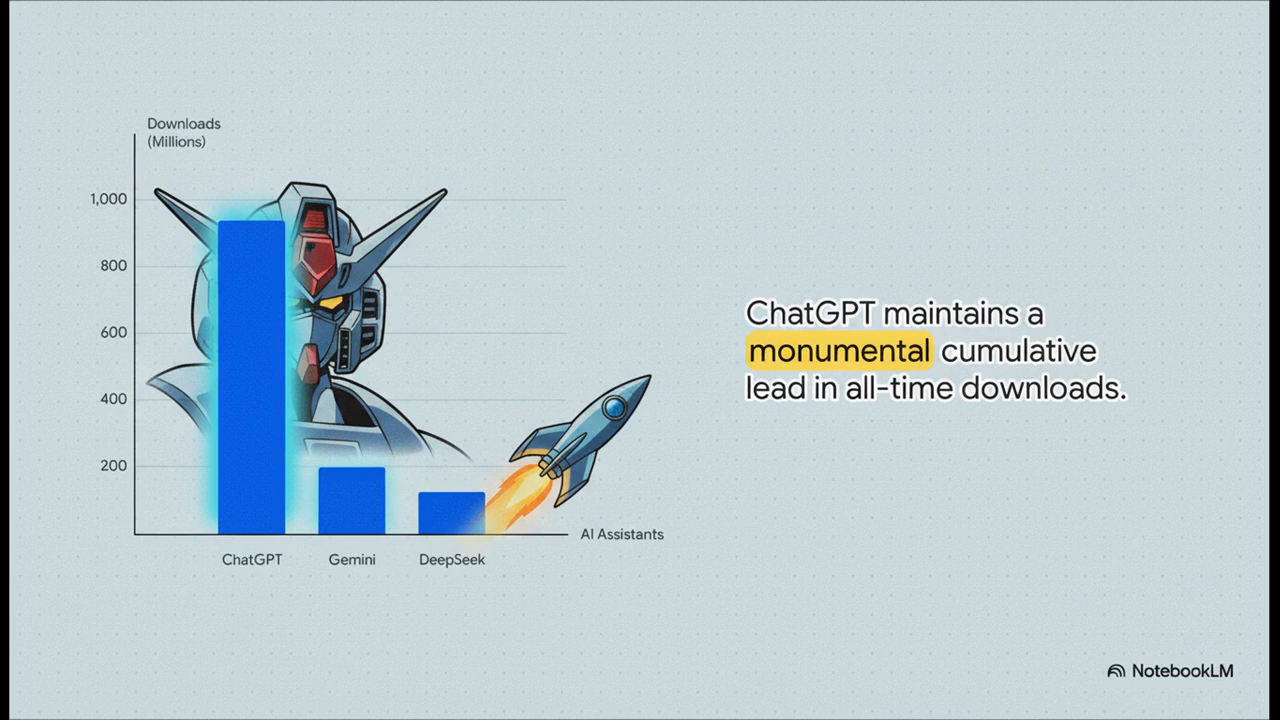 Downloads
(Millions)
1,000
800
600
400
200
ChatGPT
Gemini
DeepSeek
AI Assistants
ChatGPT maintains a
monumental cumulative
lead in all-time downloads.
NotebookLM